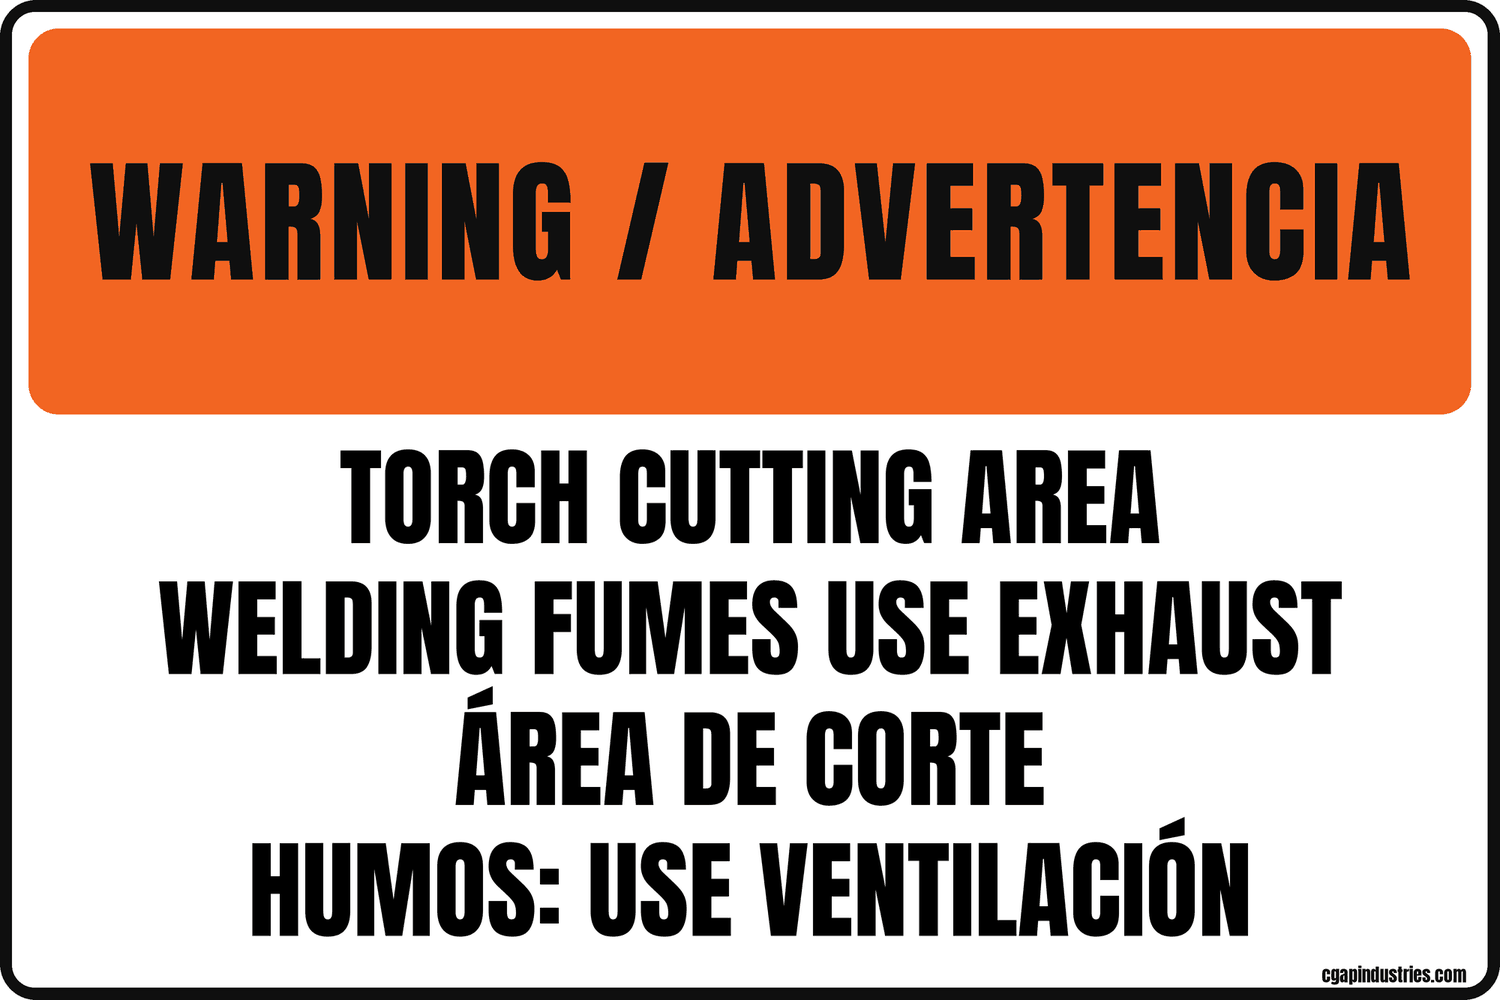 WARNING / ADVERTENCIA
TORCH CUTTING AREA
WELDING FUMES USE EXHAUST
ÁREA DE CORTE
HUMOS: USE VENTILACIÓN
cgapindustries.com